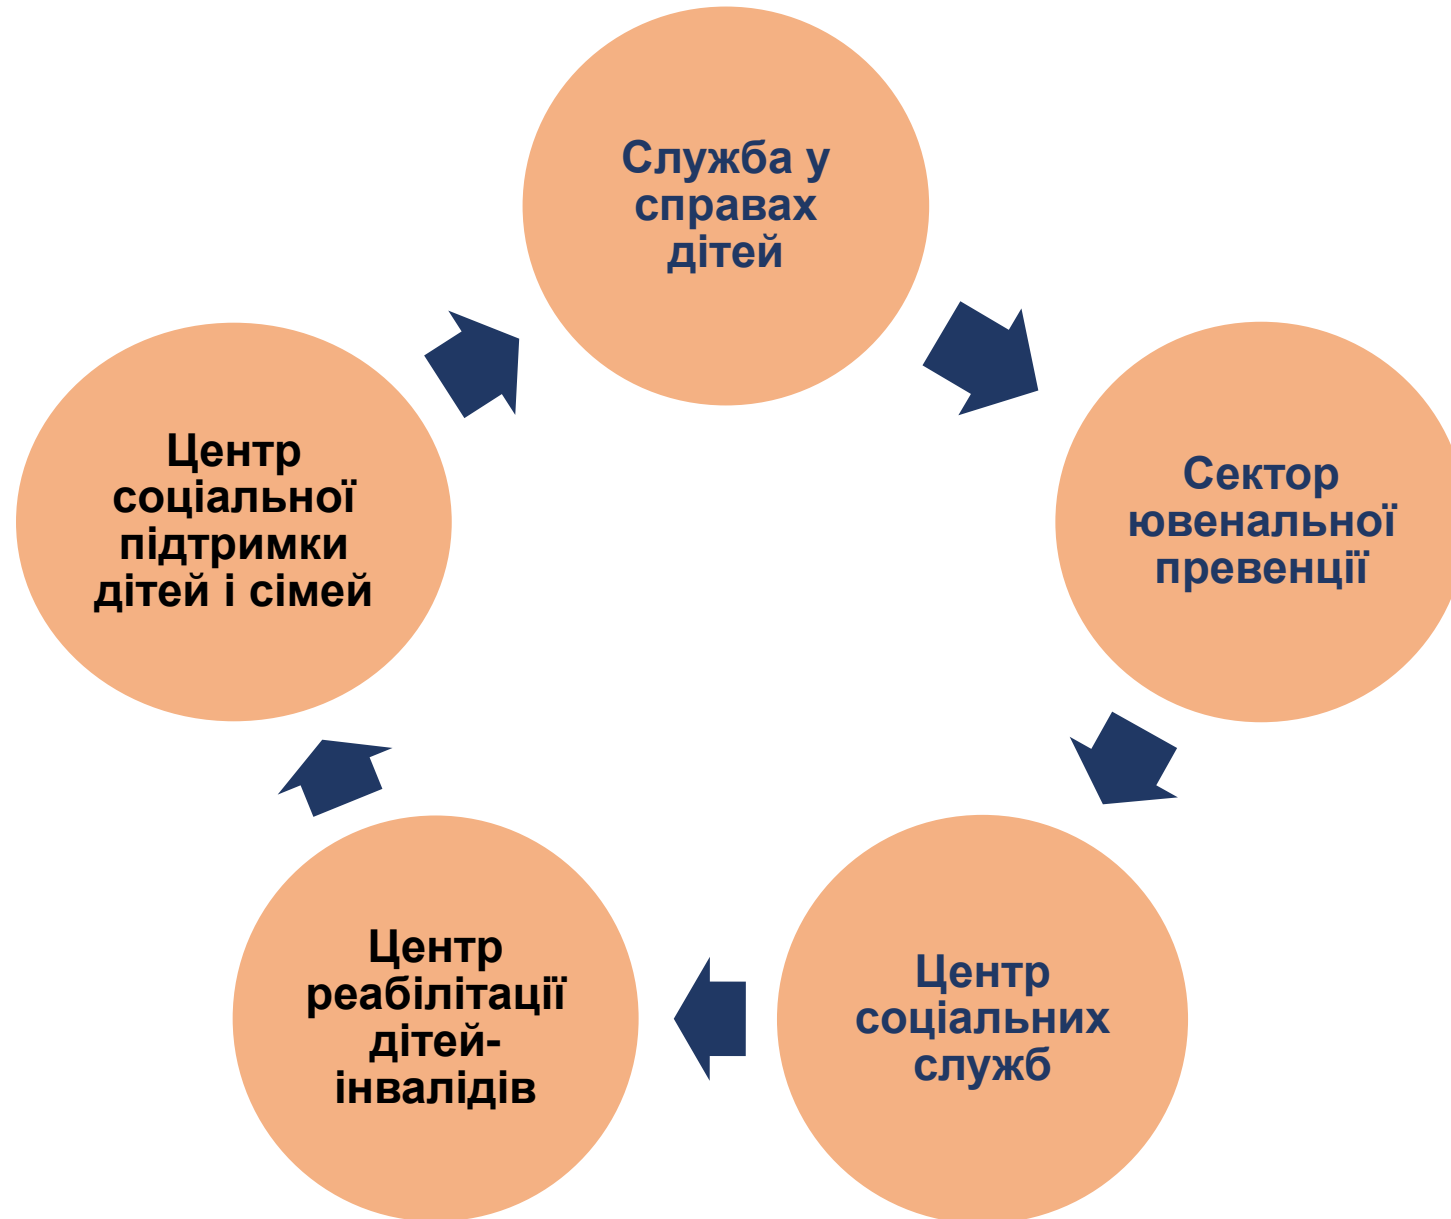 Служба у
справах
дітей
Сектор
ювенальної
превенції
Центр
соціальних
служб
Центр
реабілітації
дітей-
інвалідів
Центр
соціальної
підтримки
дітей і сімей